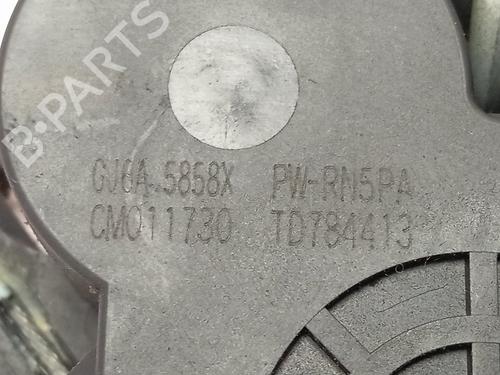 B-PARTS
GJ6A 5858X PW-RN5PA
CM011730 TD784413